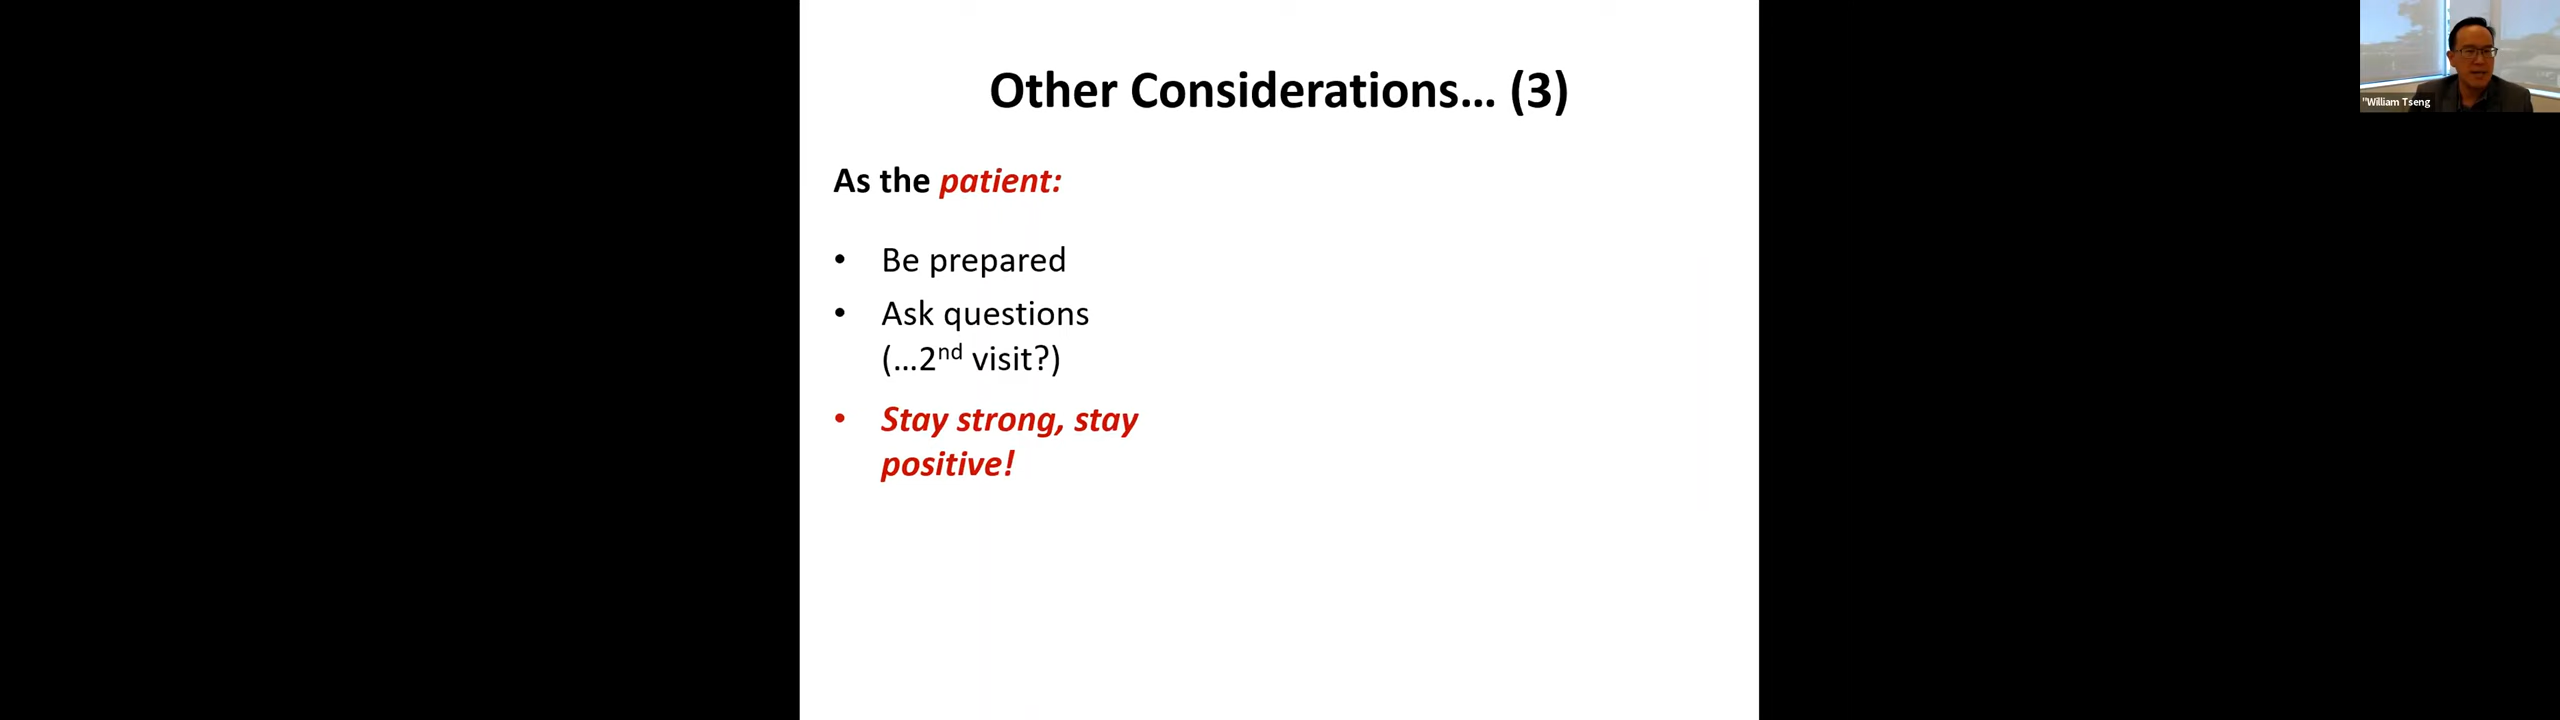 Other Considerations... (3)
"William Tseng
As the patient:
• Be prepared
• Ask questions
(...2nd visit?)
• Stay strong, stay
positive!